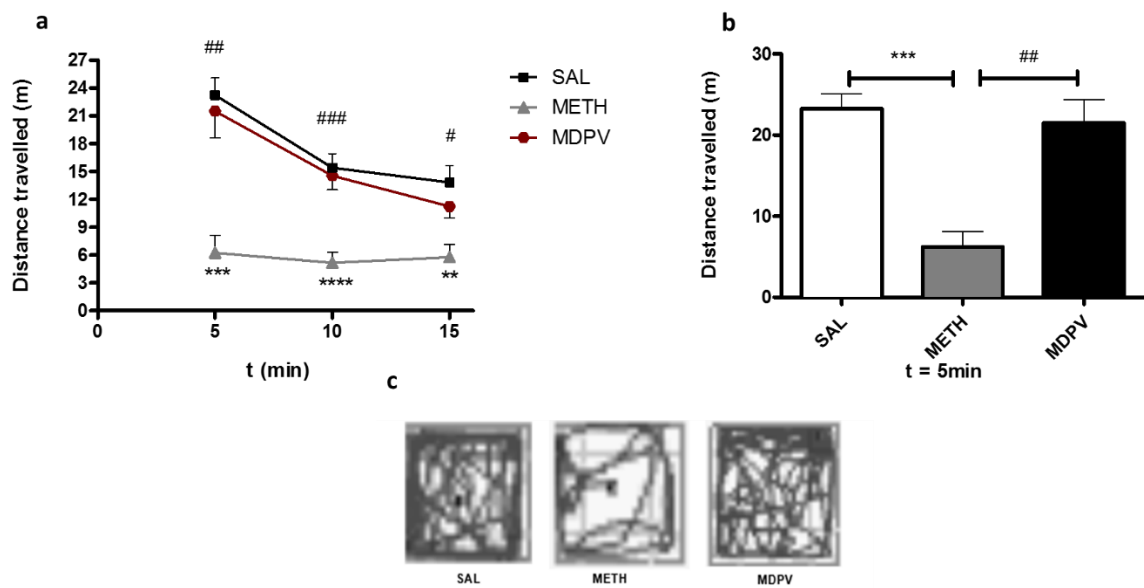 a
27
24
21
18
15
12
9
6
3
0
Distance travelled (m)
##
###
#
***
****
**
0 5 10 15
t (min)
SAL
METH
MDPV
b
30
20
10
0
Distance travelled (m)
*** ##
SAL METH MDPV
t = 5min
c
SAL METH MDPV